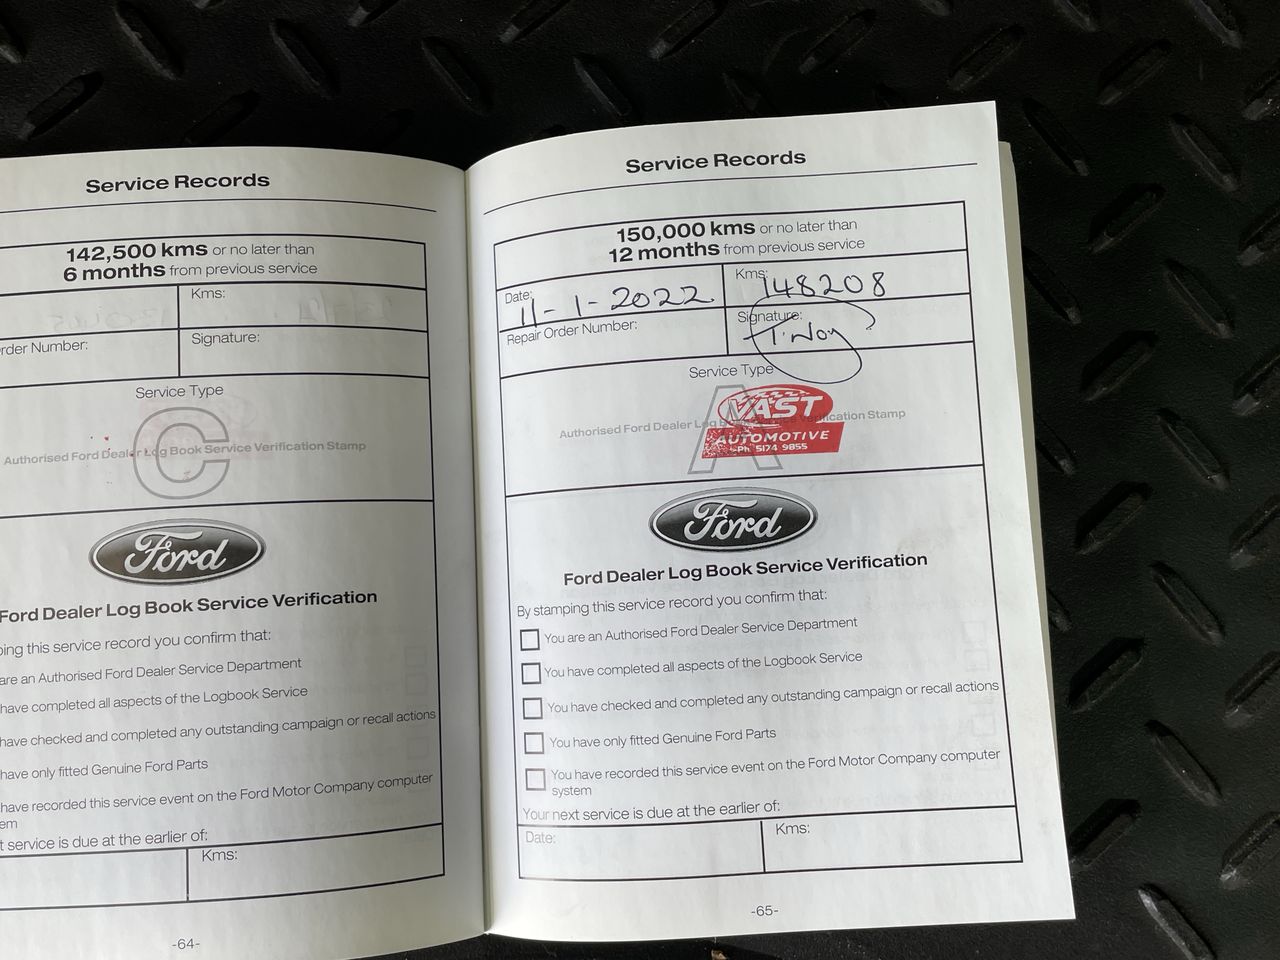 Service Records
142,500 kms or no later than
6 months from previous service
Kms:
rder Number:
Signature:
Service Type
C
Authorised Ford Dealer Log Book Service Verification Stamp
Ford
Ford Dealer Log Book Service Verification
ping this service record you confirm that:
are an Authorised Ford Dealer Service Department
have completed all aspects of the Logbook Service
have checked and completed any outstanding campaign or recall actions
have only fitted Genuine Ford Parts
have recorded this service event on the Ford Motor Company computer
em
t service is due at the earlier of:
Kms:
-64-
Service Records
150,000 kms or no later than
12 months from previous service
Date: 11-1-2022
Kms: 148208
Repair Order Number:
Signature:
Service Type
A
Authorised Ford Dealer Log Book Service Verification Stamp
VAST
AUTOMOTIVE
Ph: 5174 9855
Ford
Ford Dealer Log Book Service Verification
By stamping this service record you confirm that:
You are an Authorised Ford Dealer Service Department
You have completed all aspects of the Logbook Service
You have checked and completed any outstanding campaign or recall actions
You have only fitted Genuine Ford Parts
You have recorded this service event on the Ford Motor Company computer
system
Your next service is due at the earlier of:
Date:
Kms:
-65-